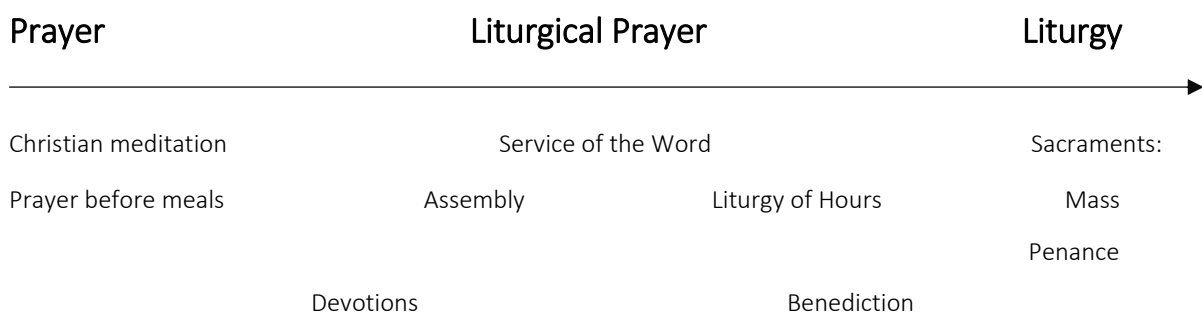 Prayer Liturgical Prayer Liturgy
Christian meditation Service of the Word Sacraments:
Prayer before meals Assembly Liturgy of Hours Mass
Penance
Devotions Benediction